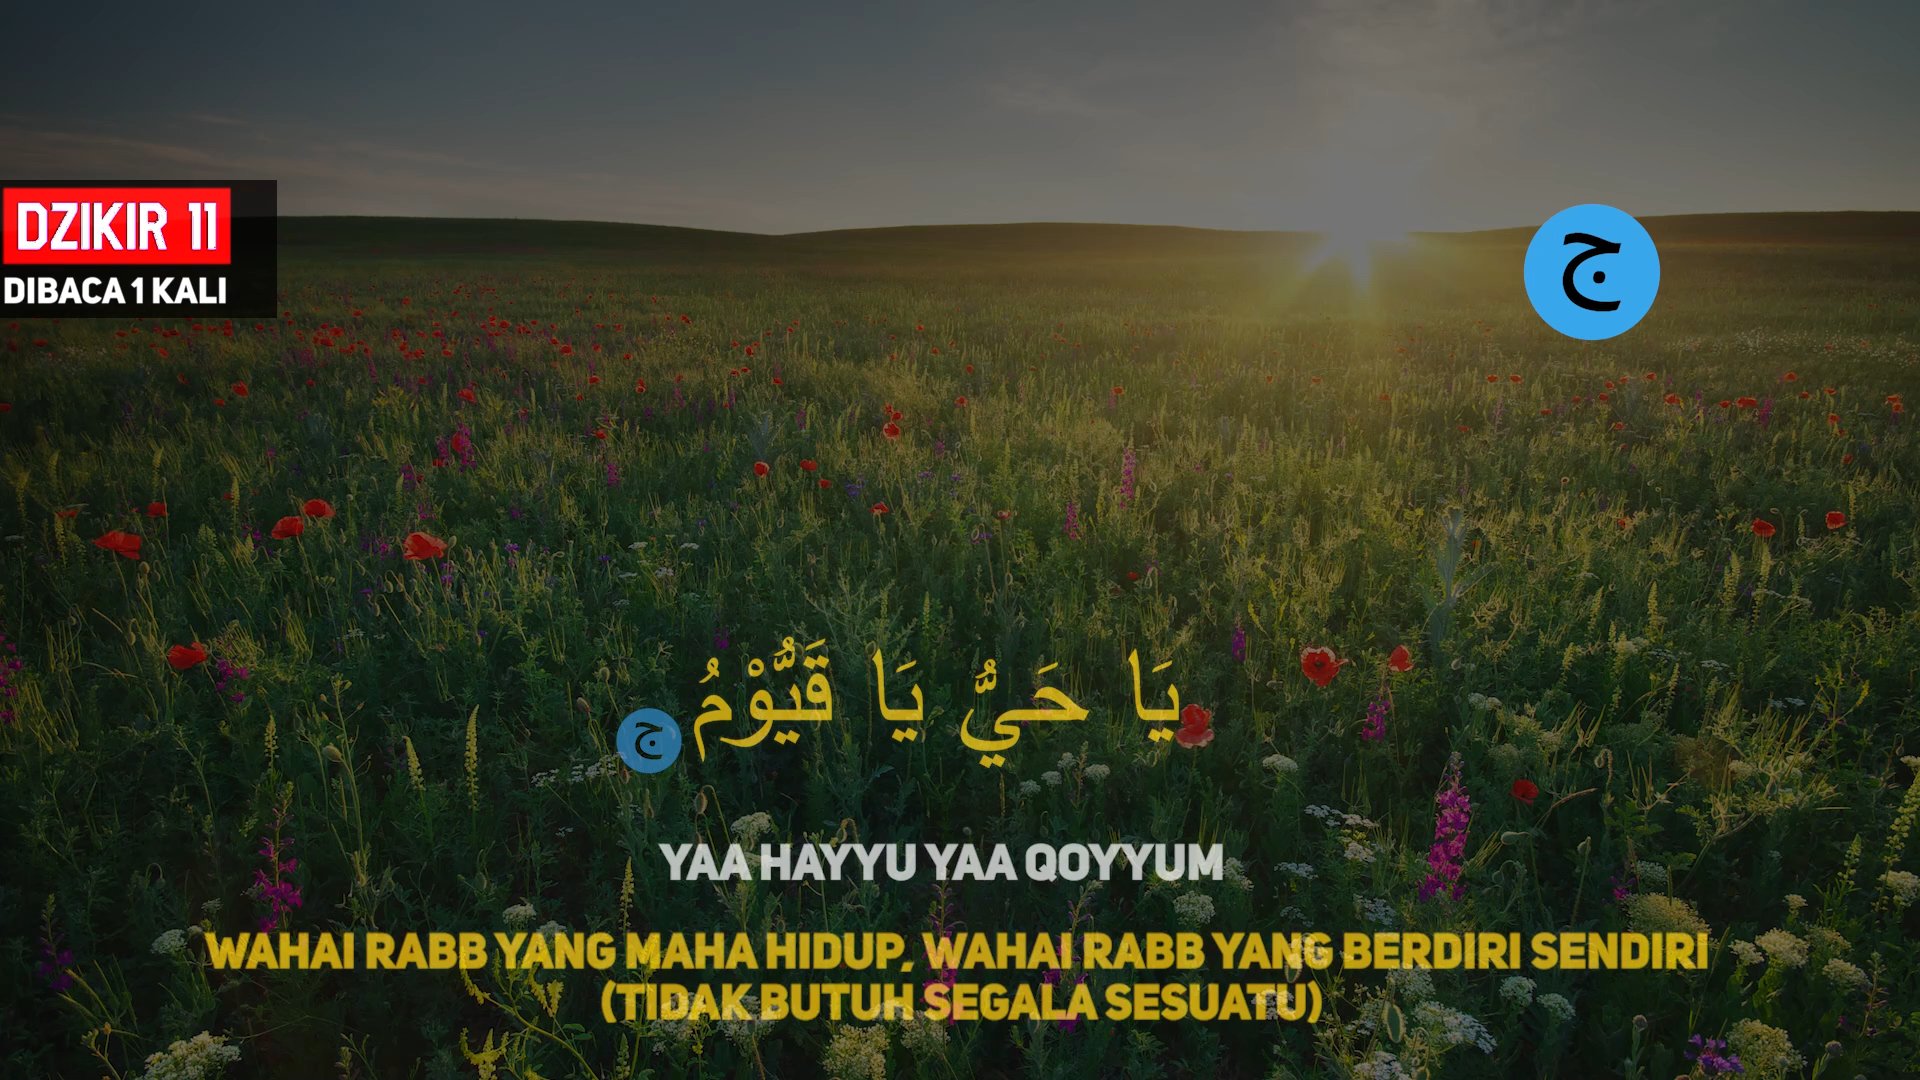 DZIKIR 11
DIBACA 1 KALI
ج
يَا حَيُّ يَا قَيُّوْمُ ج
YAA HAYYU YAA QOYYUM
WAHAI RABB YANG MAHA HIDUP, WAHAI RABB YANG BERDIRI SENDIRI
(TIDAK BUTUH SEGALA SESUATU)